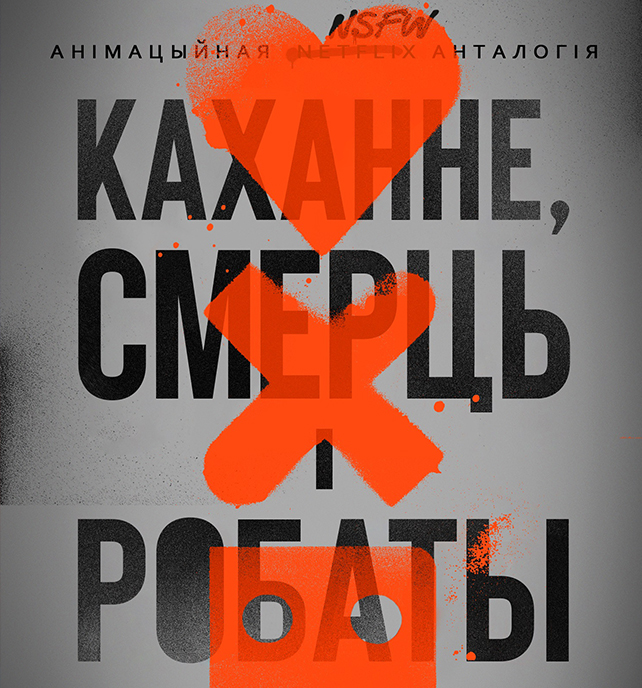 NSFW
АНІМАЦЫЙНАЯ NETFLIX АНТАЛОГІЯ
КАХАННЕ,
СМЕРЦЬ
І
РОБАТЫ